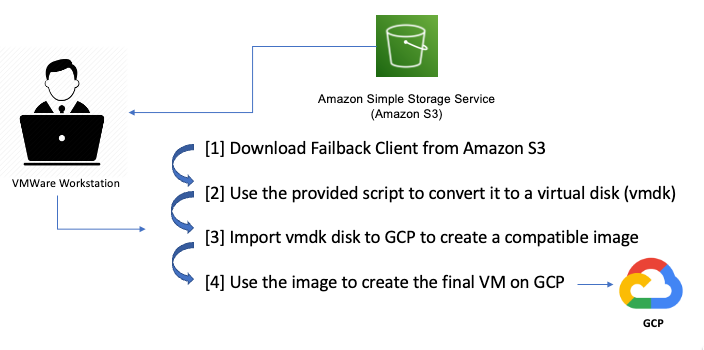 Amazon Simple Storage Service
(Amazon S3)
VMWare Workstation
[1] Download Failback Client from Amazon S3
[2] Use the provided script to convert it to a virtual disk (vmdk)
[3] Import vmdk disk to GCP to create a compatible image
[4] Use the image to create the final VM on GCP
GCP